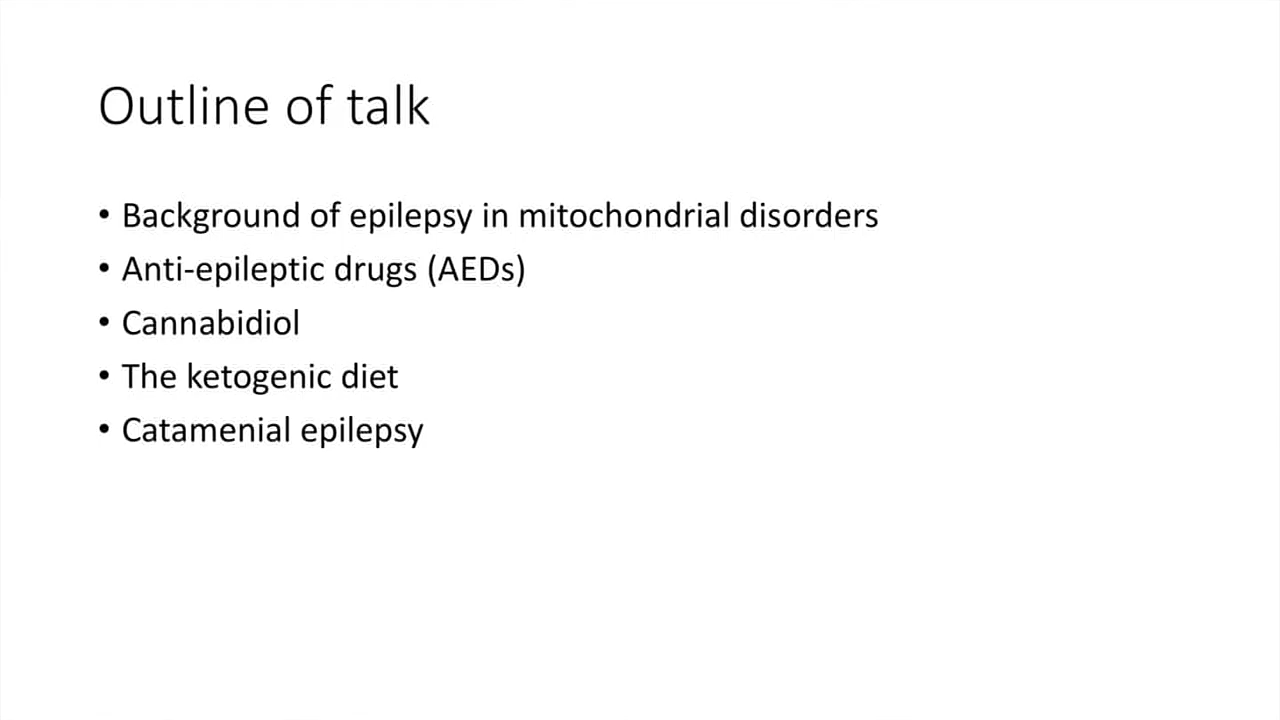 Outline of talk
• Background of epilepsy in mitochondrial disorders
• Anti-epileptic drugs (AEDs)
• Cannabidiol
• The ketogenic diet
• Catamenial epilepsy